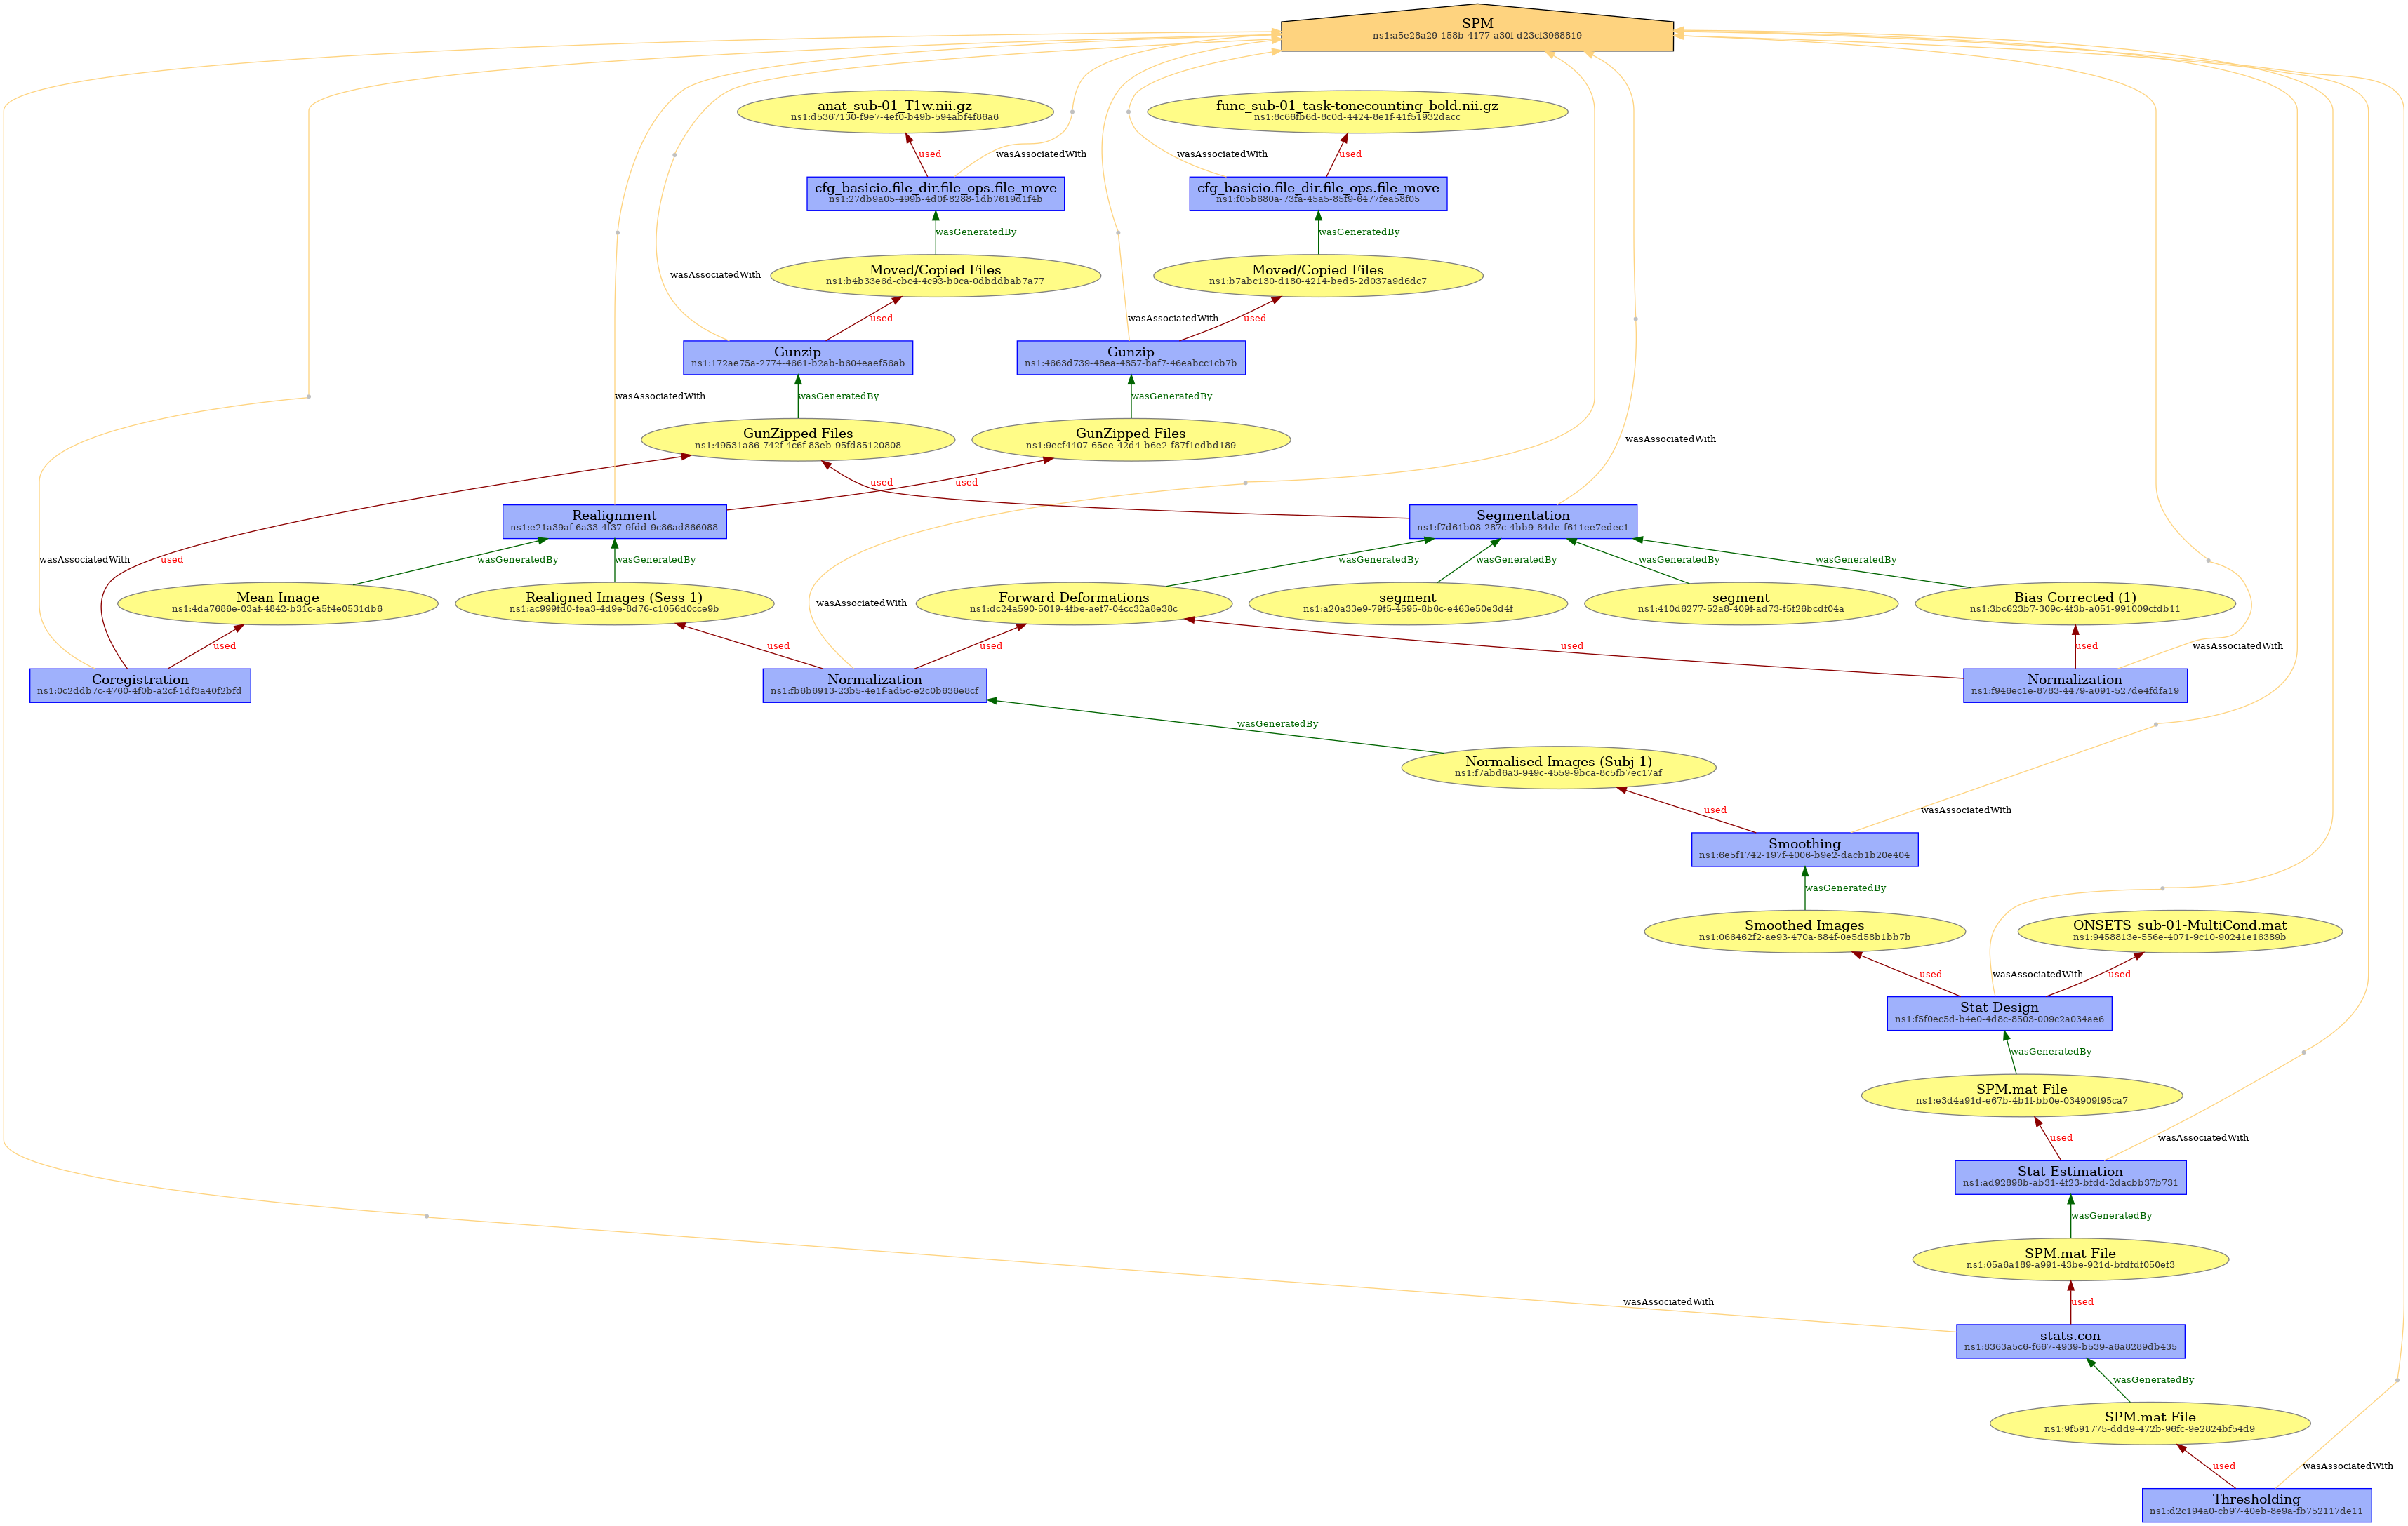 SPM
ns1:a5e28a29-158b-4177-a30f-d23cf3968819
anat_sub-01_T1w.nii.gz
ns1:d5367130-f9e7-4ef0-b49b-594abf4f86a6
func_sub-01_task-tonecounting_bold.nii.gz
ns1:8c66fb6d-8c0d-4424-8e1f-41f51932dacc
used
wasAssociatedWith
wasAssociatedWith
used
cfg_basicio.file_dir.file_ops.file_move
ns1:27db9a05-499b-4d0f-8288-1db7619d1f4b
cfg_basicio.file_dir.file_ops.file_move
ns1:f05b680a-73fa-45a5-85f9-6477fea58f05
wasGeneratedBy
wasGeneratedBy
Moved/Copied Files
ns1:b4b33e6d-cbc4-4c93-b0ca-0dbddbab7a77
Moved/Copied Files
ns1:b7abc130-d180-4214-bed5-2d037a9d6dc7
wasAssociatedWith
used
wasAssociatedWith
used
Gunzip
ns1:172ae75a-2774-4661-b2ab-b604eaef56ab
Gunzip
ns1:4663d739-48ea-4857-baf7-46eabcc1cb7b
wasAssociatedWith
wasGeneratedBy
wasGeneratedBy
GunZipped Files
ns1:49531a86-742f-4c6f-83eb-95fd85120808
GunZipped Files
ns1:9ecf4407-65ee-42d4-b6e2-f87f1edbd189
wasAssociatedWith
used
used
Realignment
ns1:e21a39af-6a33-4f37-9fdd-9c86ad866088
Segmentation
ns1:f7d61b08-287c-4bb9-84de-f611ee7edec1
wasAssociatedWith
used
wasGeneratedBy
wasGeneratedBy
wasGeneratedBy
wasGeneratedBy
wasGeneratedBy
wasGeneratedBy
Mean Image
ns1:4da7686e-03af-4842-b31c-a5f4e0531db6
Realigned Images (Sess 1)
ns1:ac999fd0-fea3-4d9e-8d76-c1056d0cce9b
wasAssociatedWith
Forward Deformations
ns1:dc24a590-5019-4fbe-aef7-04cc32a8e38c
segment
ns1:a20a33e9-79f5-4595-8b6c-e463e50e3d4f
segment
ns1:410d6277-52a8-409f-ad73-f5f26bcdf04a
Bias Corrected (1)
ns1:3bc623b7-309c-4f3b-a051-991009cfdb11
used
used
used
used
used
wasAssociatedWith
Coregistration
ns1:0c2ddb7c-4760-4f0b-a2cf-1df3a40f2bfd
Normalization
ns1:fb6b6913-23b5-4e1f-ad5c-e2c0b636e8cf
Normalization
ns1:f946ec1e-8783-4479-a091-527de4fdfa19
wasGeneratedBy
Normalised Images (Subj 1)
ns1:f7abd6a3-949c-4559-9bca-8c5fb7ec17af
used
wasAssociatedWith
Smoothing
ns1:6e5f1742-197f-4006-b9e2-dacb1b20e404
wasGeneratedBy
Smoothed Images
ns1:066462f2-ae93-470a-884f-0e5d58b1bb7b
ONSETS_sub-01-MultiCond.mat
ns1:9458813e-556e-4071-9c10-90241e16389b
used
wasAssociatedWith
used
Stat Design
ns1:f5f0ec5d-b4e0-4d8c-8503-009c2a034ae6
wasGeneratedBy
SPM.mat File
ns1:e3d4a91d-e67b-4b1f-bb0e-034909f95ca7
used
wasAssociatedWith
Stat Estimation
ns1:ad92898b-ab31-4f23-bfdd-2dacbb37b731
wasGeneratedBy
SPM.mat File
ns1:05a6a189-a991-43be-921d-bfdfdf050ef3
wasAssociatedWith
used
stats.con
ns1:8363a5c6-f667-4939-b539-a6a8289db435
wasGeneratedBy
SPM.mat File
ns1:9f591775-ddd9-472b-96fc-9e2824bf54d9
used
wasAssociatedWith
Thresholding
ns1:d2c194a0-cb97-40eb-8e9a-fb752117de11